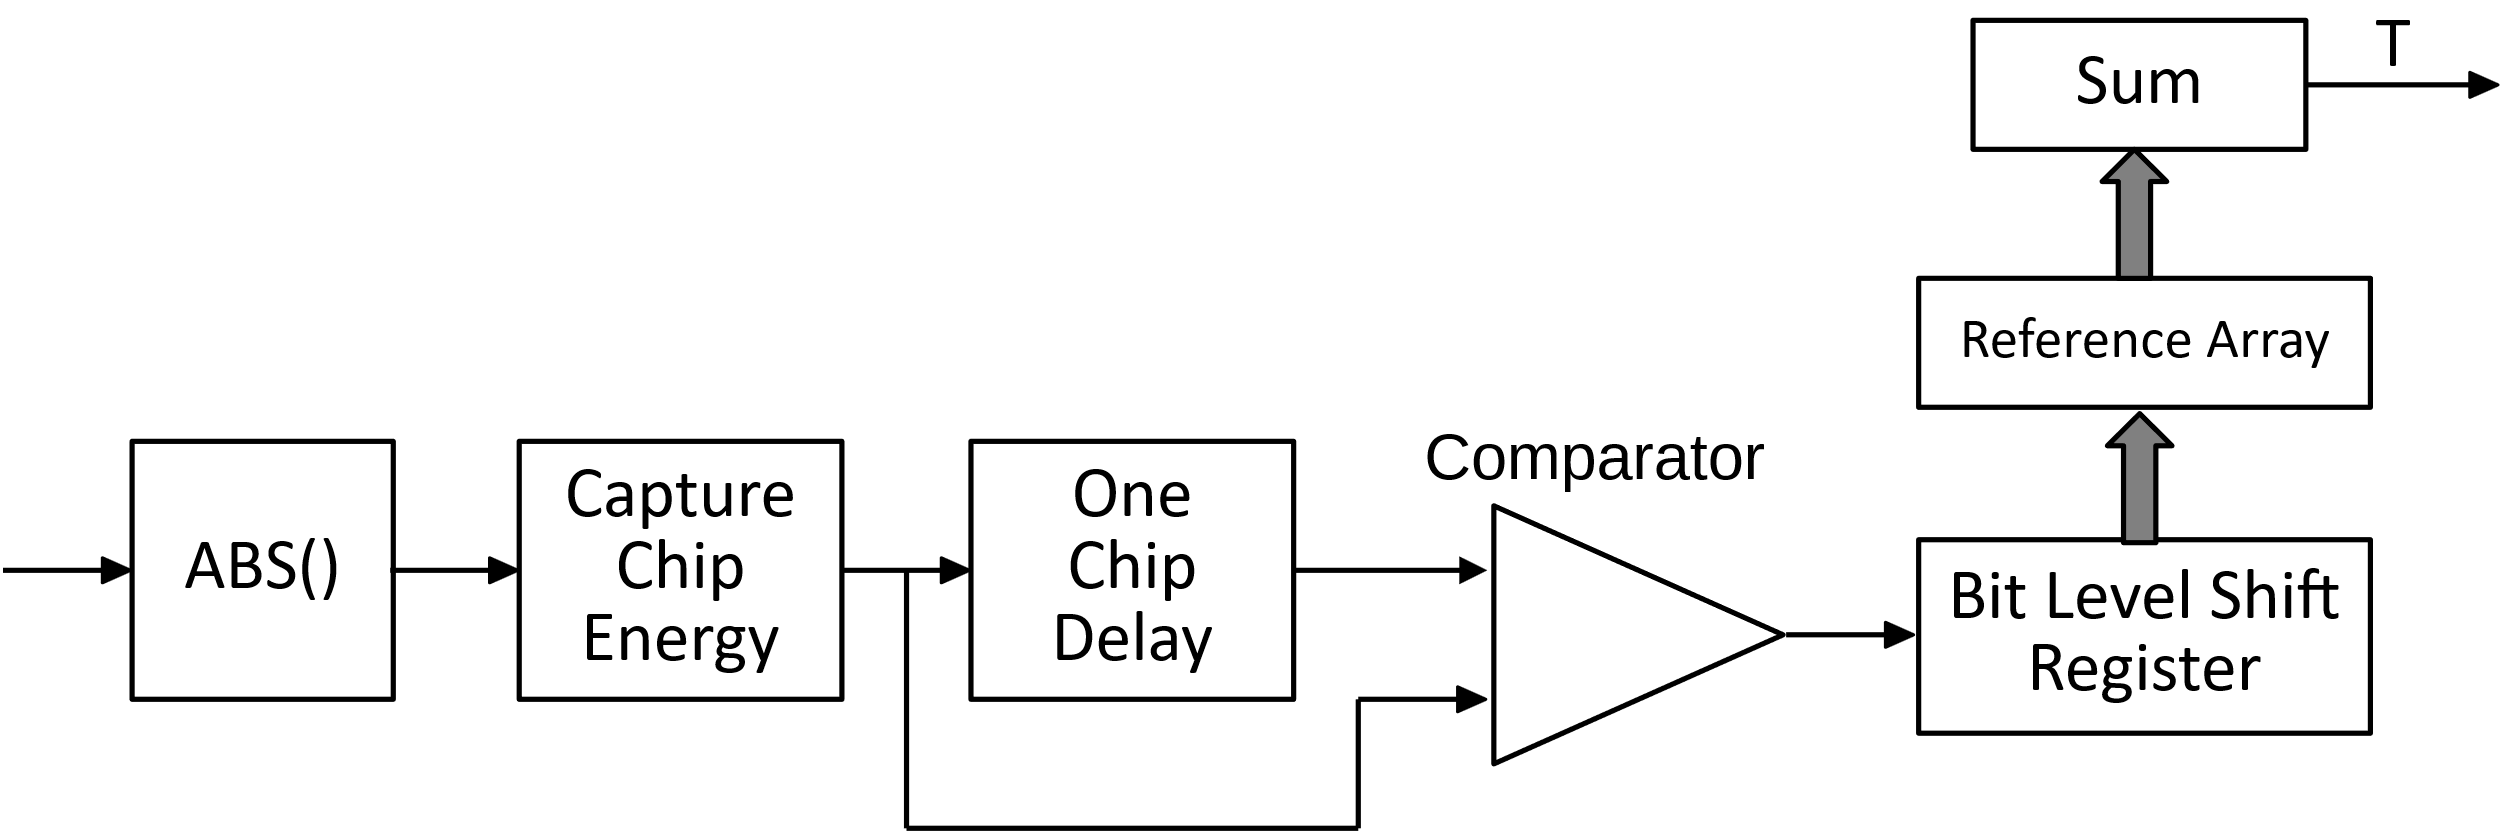 T
Sum
Reference Array
Comparator
ABS()
Capture
Chip
Energy
One
Chip
Delay
Bit Level Shift
Register